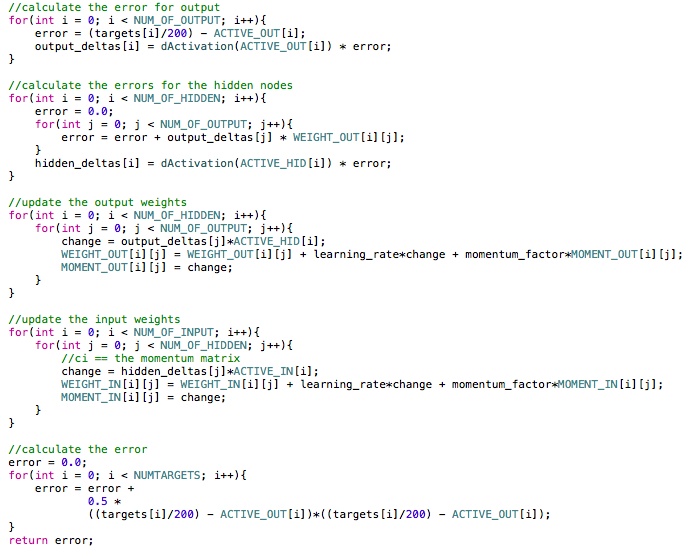 //calculate the error for output
for(int i = 0; i < NUM_OF_OUTPUT; i++){
    error = (targets[i]/200) - ACTIVE_OUT[i];
    output_deltas[i] = dActivation(ACTIVE_OUT[i]) * error;
}

//calculate the errors for the hidden nodes
for(int i = 0; i < NUM_OF_HIDDEN; i++){
    error = 0.0;
    for(int j = 0; j < NUM_OF_OUTPUT; j++){
        error = error + output_deltas[j] * WEIGHT_OUT[i][j];
    }
    hidden_deltas[i] = dActivation(ACTIVE_HID[i]) * error;
}

//update the output weights
for(int i = 0; i < NUM_OF_HIDDEN; i++){
    for(int j = 0; j < NUM_OF_OUTPUT; j++){
        change = output_deltas[j]*ACTIVE_HID[i];
        WEIGHT_OUT[i][j] = WEIGHT_OUT[i][j] + learning_rate*change + momentum_factor*MOMENT_OUT[i][j];
        MOMENT_OUT[i][j] = change;
    }
}

//update the input weights
for(int i = 0; i < NUM_OF_INPUT; i++){
    for(int j = 0; j < NUM_OF_HIDDEN; j++){
        //ci == the momentum matrix
        change = hidden_deltas[j]*ACTIVE_IN[i];
        WEIGHT_IN[i][j] = WEIGHT_IN[i][j] + learning_rate*change + momentum_factor*MOMENT_IN[i][j];
        MOMENT_IN[i][j] = change;
    }
}

//calculate the error
error = 0.0;
for(int i = 0; i < NUMTARGETS; i++){
    error = error +
            0.5 *
            ((targets[i]/200) - ACTIVE_OUT[i])*((targets[i]/200) - ACTIVE_OUT[i]);
}
return error;